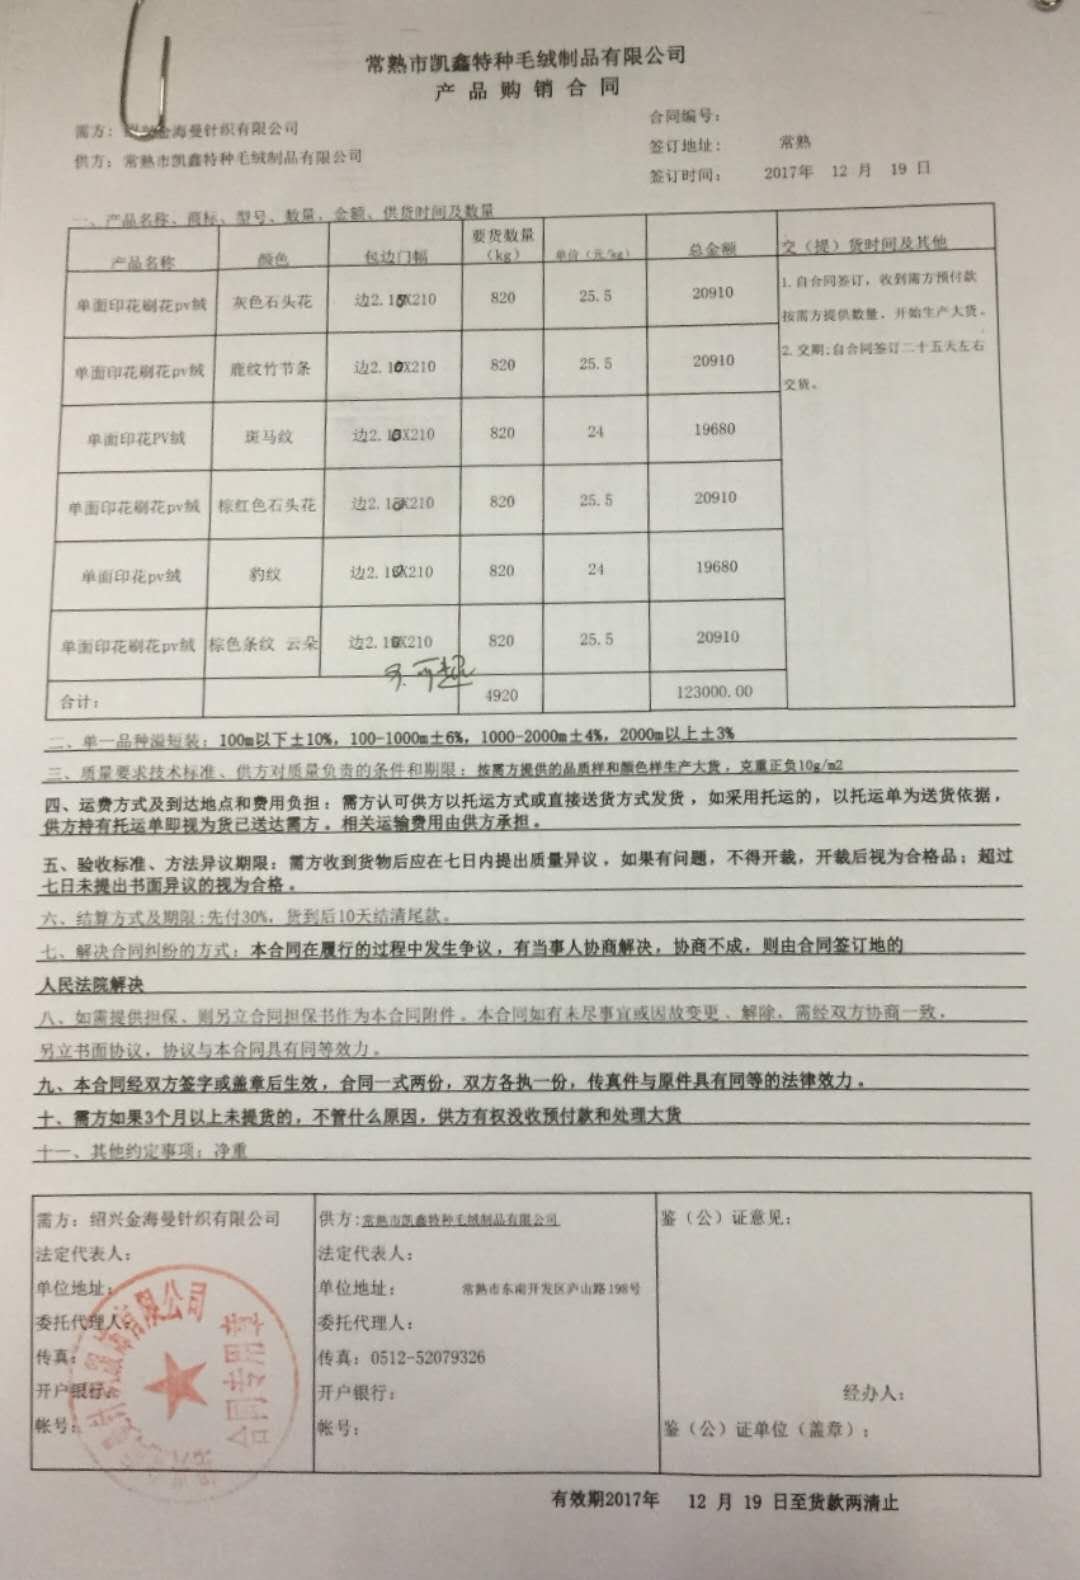 常熟市凯鑫特种毛绒制品有限公司
产品购销合同
需方: 绍兴金海曼针织有限公司
供方: 常熟市凯鑫特种毛绒制品有限公司
合同编号:
签订地址: 常熟
签订时间: 2017年 12 月 19 日
一、产品名称、商标、型号、数量、金额、供货时间及数量
产品名称 颜色 包边门幅 要货数量(kg) 单价(元/kg) 总金额 交(提)货时间及其他
单面印花刷花pv绒 灰色石头花 边2.10X210 820 25.5 20910
单面印花刷花pv绒 鹿纹竹节条 边2.10X210 820 25.5 20910
单面印花PV绒 斑马纹 边2.10X210 820 24 19680
单面印花刷花pv绒 棕红色石头花 边2.10X210 820 25.5 20910
单面印花pv绒 豹纹 边2.10X210 820 24 19680
单面印花刷花pv绒 棕色条纹 云朵 边2.10X210 820 25.5 20910
合计: 4920 123000.00
1.自合同签订,收到需方预付款
按需方提供数量,开始生产大货。
2.交期:自合同签订二十五天左右
交货。
二、单一品种溢短装: 100m以下±10%, 100-1000m±6%, 1000-2000m±4%, 2000m以上±3%
三、质量要求技术标准、供方对质量负责的条件和期限: 按需方提供的品质样和颜色样生产大货,克重正负10g/m2
四、运费方式及到达地点和费用负担: 需方认可供方以托运方式或直接送货方式发货,如采用托运的,以托运单为送货依据,
供方持有托运单即视为货已送达需方。相关运输费用由供方承担。
五、验收标准、方法异议期限: 需方收到货物后应在七日内提出质量异议,如果有问题,不得开裁,开裁后视为合格品; 超过
七日未提出书面异议的视为合格。
六、结算方式及期限:先付30%, 货到后10天结清尾款。
七、解决合同纠纷的方式: 本合同在履行的过程中发生争议,有当事人协商解决,协商不成,则由合同签订地的
人民法院解决
八、如需提供担保、则另立合同担保书作为本合同附件。本合同如有未尽事宜或因故变更、解除,需经双方协商一致,
另立书面协议,协议与本合同具有同等效力。
九、本合同经双方签字或盖章后生效,合同一式两份,双方各执一份,传真件与原件具有同等的法律效力。
十、需方如果3个月以上未提货的,不管什么原因,供方有权没收预付款和处理大货
十一、其他约定事项: 净重
需方: 绍兴金海曼针织有限公司
法定代表人:
单位地址:
委托代理人:
传真:
开户银行:
帐号:
有限公司
合同专用章
供方:常熟市凯鑫特种毛绒制品有限公司
法定代表人:
单位地址: 常熟市东南开发区庐山路198号
委托代理人:
传真: 0512-52079326
开户银行:
帐号:
鉴(公)证意见:
经办人:
鉴(公)证单位(盖章):
有效期2017年 12 月 19 日至货款两清止